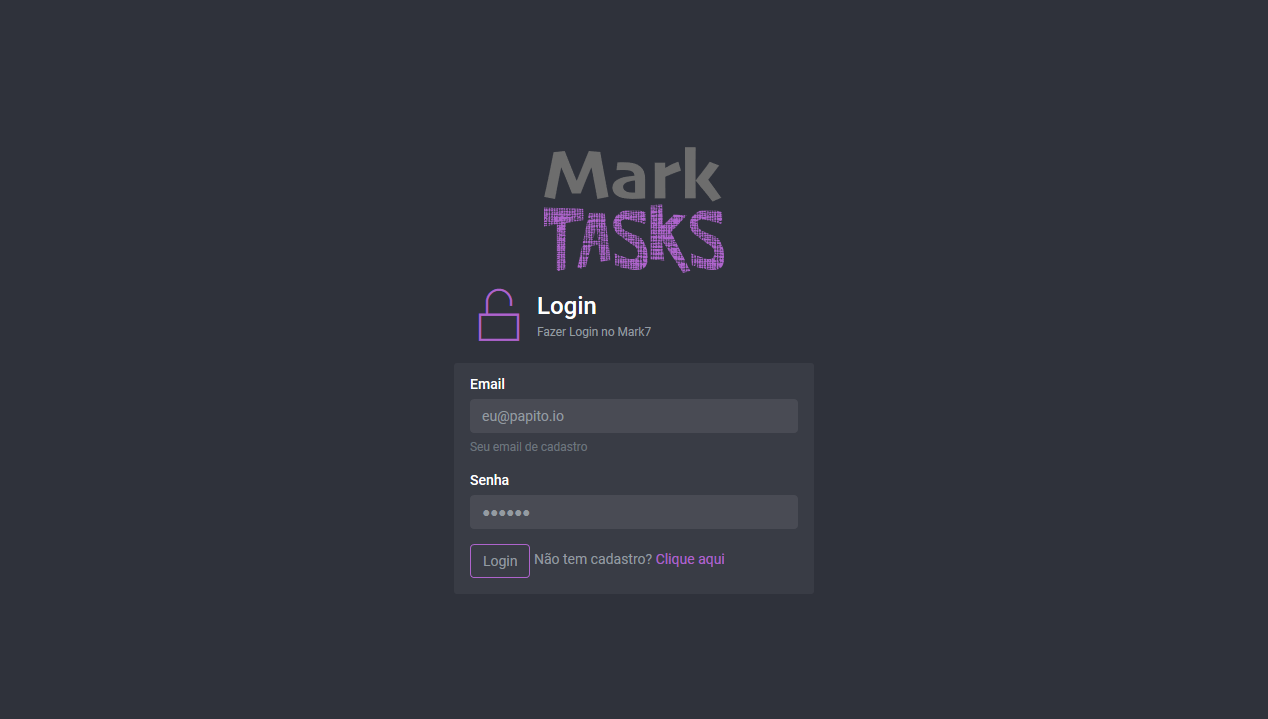 Mark
TASKS
Login
Fazer Login no Mark7
Email
eu@papito.io
Seu email de cadastro
Senha
●●●●●●
Login Não tem cadastro? Clique aqui